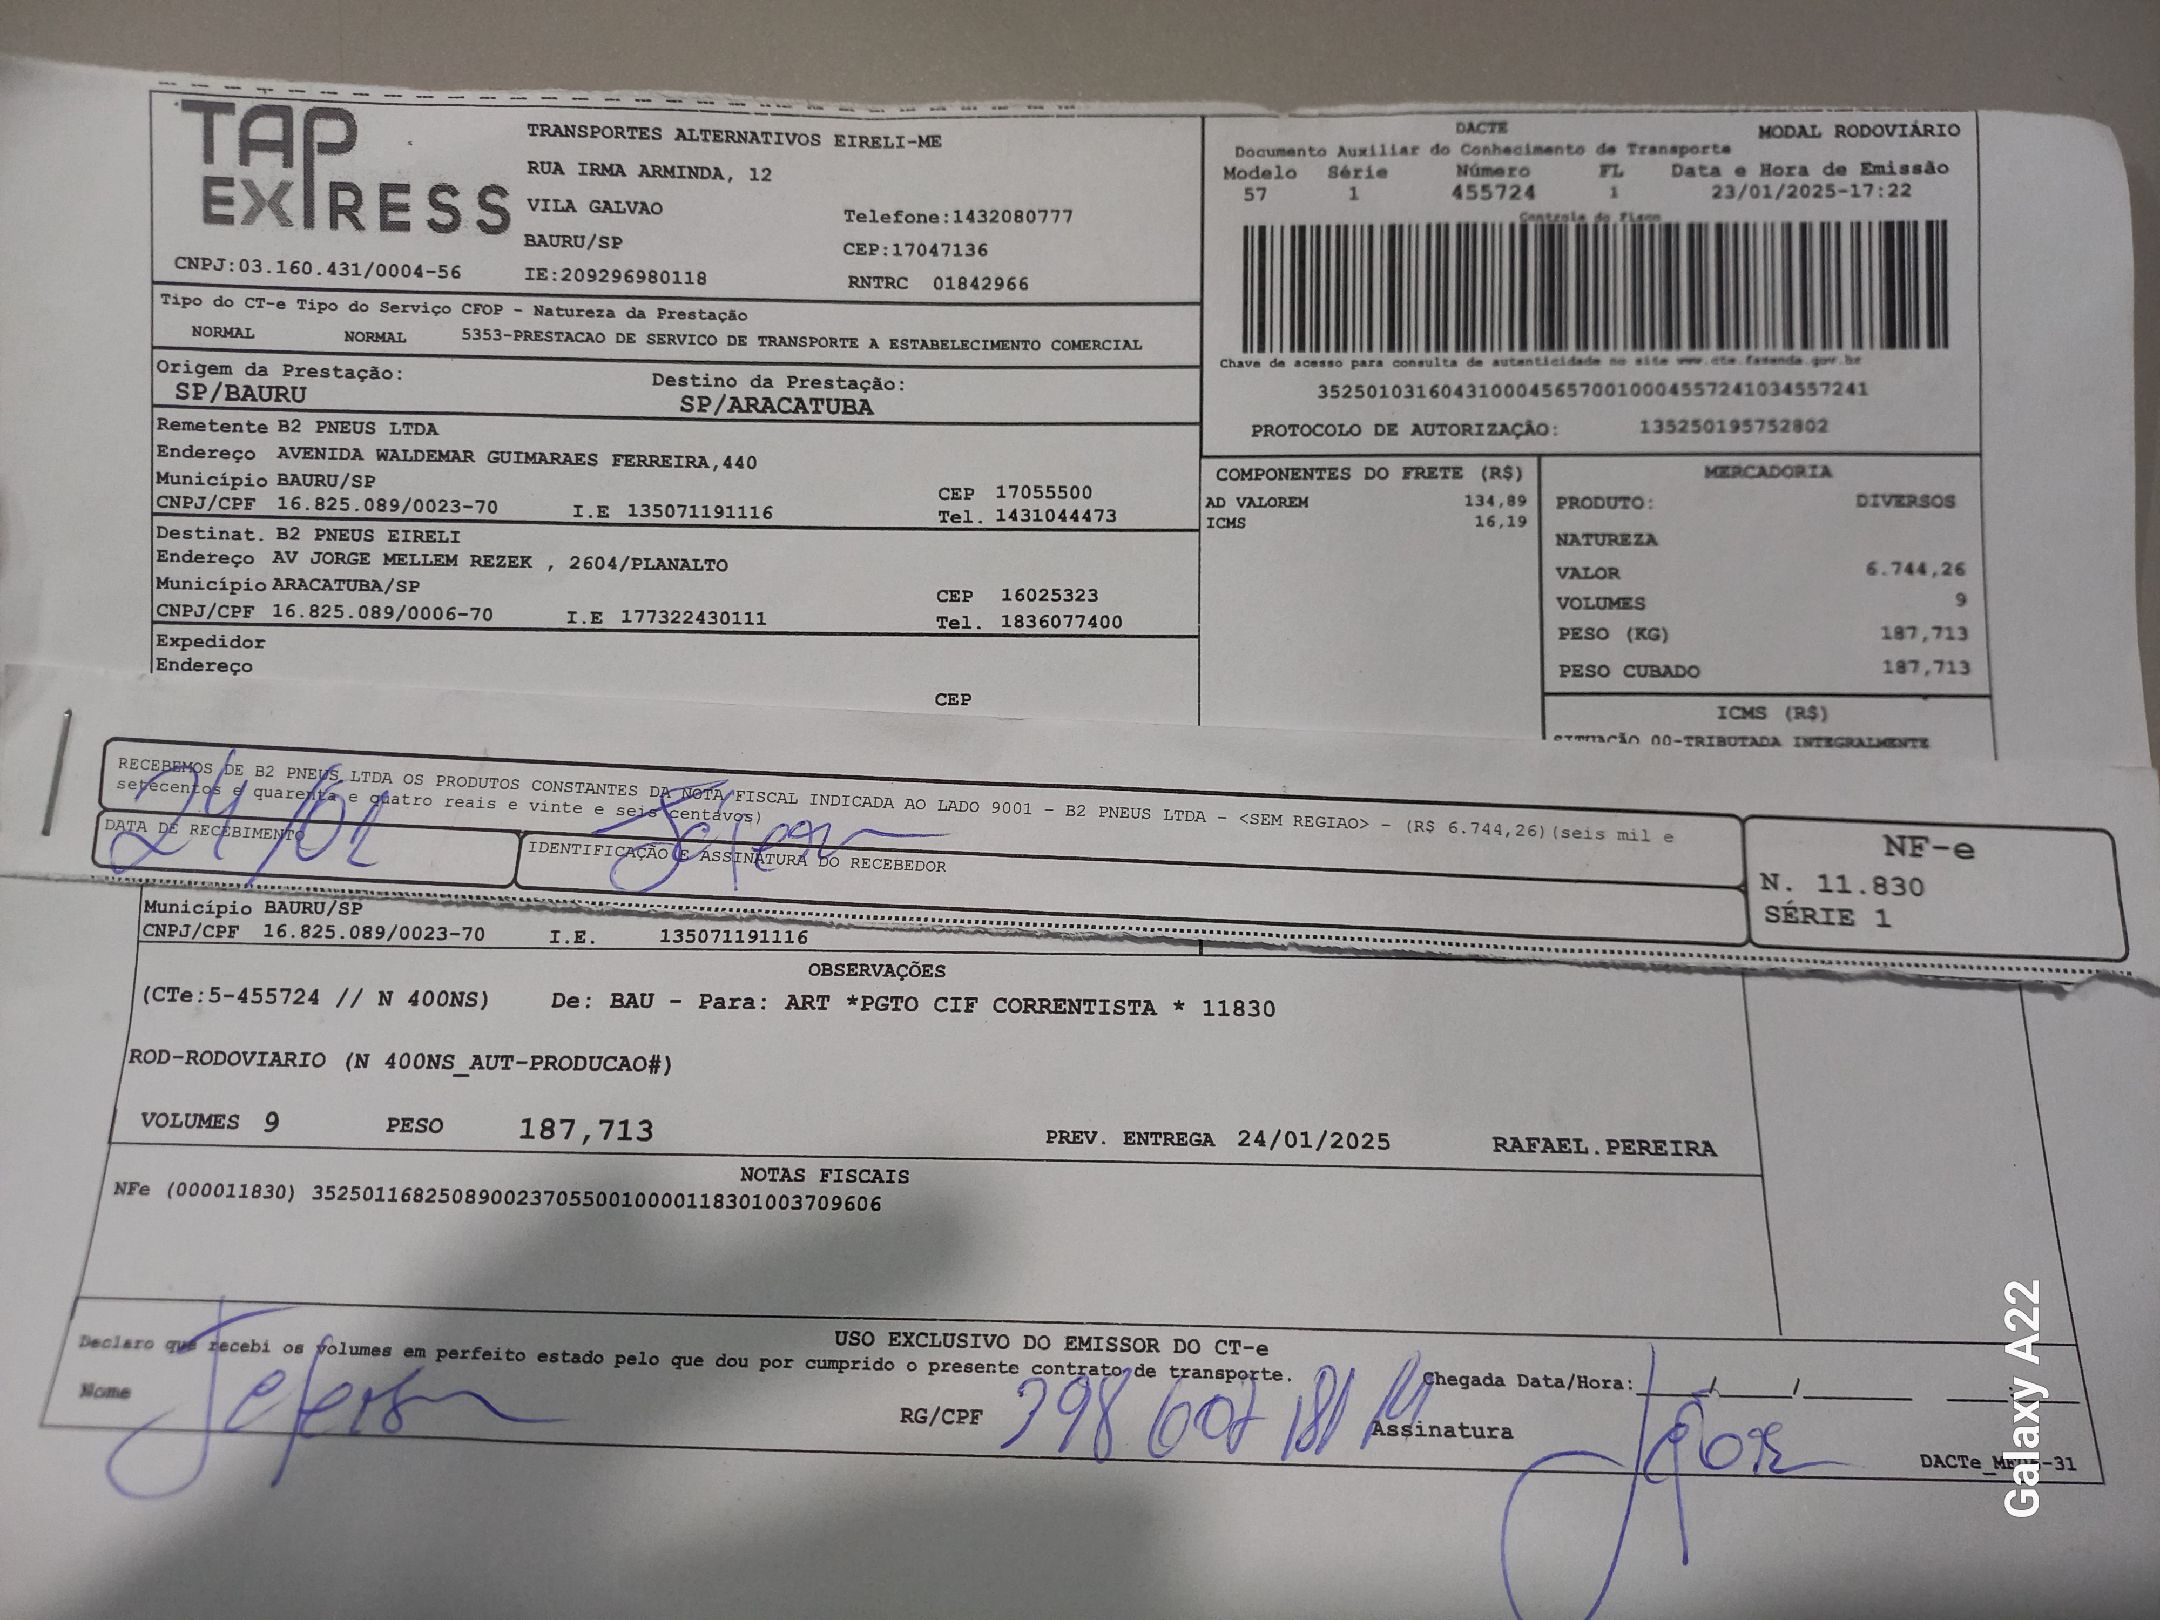 TAP EXPRESS
TRANSPORTES ALTERNATIVOS EIRELI-ME
RUA IRMA ARMINDA, 12
VILA GALVAO Telefone:1432080777
BAURU/SP CEP:17047136
CNPJ:03.160.431/0004-56 IE:209296980118 RNTRC 01842966
Tipo do CT-e Tipo do Serviço CFOP - Natureza da Prestação
NORMAL NORMAL 5353-PRESTACAO DE SERVICO DE TRANSPORTE A ESTABELECIMENTO COMERCIAL
Origem da Prestação: Destino da Prestação:
SP/BAURU SP/ARACATUBA
Remetente B2 PNEUS LTDA
Endereço AVENIDA WALDEMAR GUIMARAES FERREIRA,440
Município BAURU/SP CEP 17055500
CNPJ/CPF 16.825.089/0023-70 I.E 135071191116 Tel. 1431044473
Destinat. B2 PNEUS EIRELI
Endereço AV JORGE MELLEM REZEK , 2604/PLANALTO
Município ARACATUBA/SP CEP 16025323
CNPJ/CPF 16.825.089/0006-70 I.E 177322430111 Tel. 1836077400
Expedidor
Endereço
CEP
DACTE MODAL RODOVIÁRIO
Documento Auxiliar do Conhecimento de Transporte
Modelo Série Número FL Data e Hora de Emissão
57 1 455724 1 23/01/2025-17:22
Controle do Fisco
Chave de acesso para consulta de autenticidade no site www.cte.fazenda.gov.br
35250103160431000456570010004557241034557241
PROTOCOLO DE AUTORIZAÇÃO: 135250195752802
COMPONENTES DO FRETE (R$)
AD VALOREM 134,89
ICMS 16,19
MERCADORIA
PRODUTO: DIVERSOS
NATUREZA
VALOR 6.744,26
VOLUMES 9
PESO (KG) 187,713
PESO CUBADO 187,713
ICMS (R$)
SITUACÃO 00-TRIBUTADA INTEGRALMENTE
RECEBEMOS DE B2 PNEUS LTDA OS PRODUTOS CONSTANTES DA NOTA FISCAL INDICADA AO LADO 9001 - B2 PNEUS LTDA - <SEM REGIAO> - (R$ 6.744,26)(seis mil e
setecentos e quarenta e quatro reais e vinte e seis centavos)
DATA DE RECEBIMENTO IDENTIFICAÇÃO E ASSINATURA DO RECEBEDOR
24/01
NF-e
N. 11.830
SÉRIE 1
Município BAURU/SP
CNPJ/CPF 16.825.089/0023-70 I.E. 135071191116
OBSERVAÇÕES
(CTe:5-455724 // N 400NS) De: BAU - Para: ART *PGTO CIF CORRENTISTA * 11830
ROD-RODOVIARIO (N 400NS_AUT-PRODUCAO#)
VOLUMES 9 PESO 187,713 PREV. ENTREGA 24/01/2025 RAFAEL.PEREIRA
NOTAS FISCAIS
NFe (000011830) 35250116825089002370550010000118301003709606
USO EXCLUSIVO DO EMISSOR DO CT-e
Declaro que recebi os volumes em perfeito estado pelo que dou por cumprido o presente contrato de transporte.
Nome Jeferson RG/CPF Chegada Data/Hora: / /
Assinatura
Galaxy A22